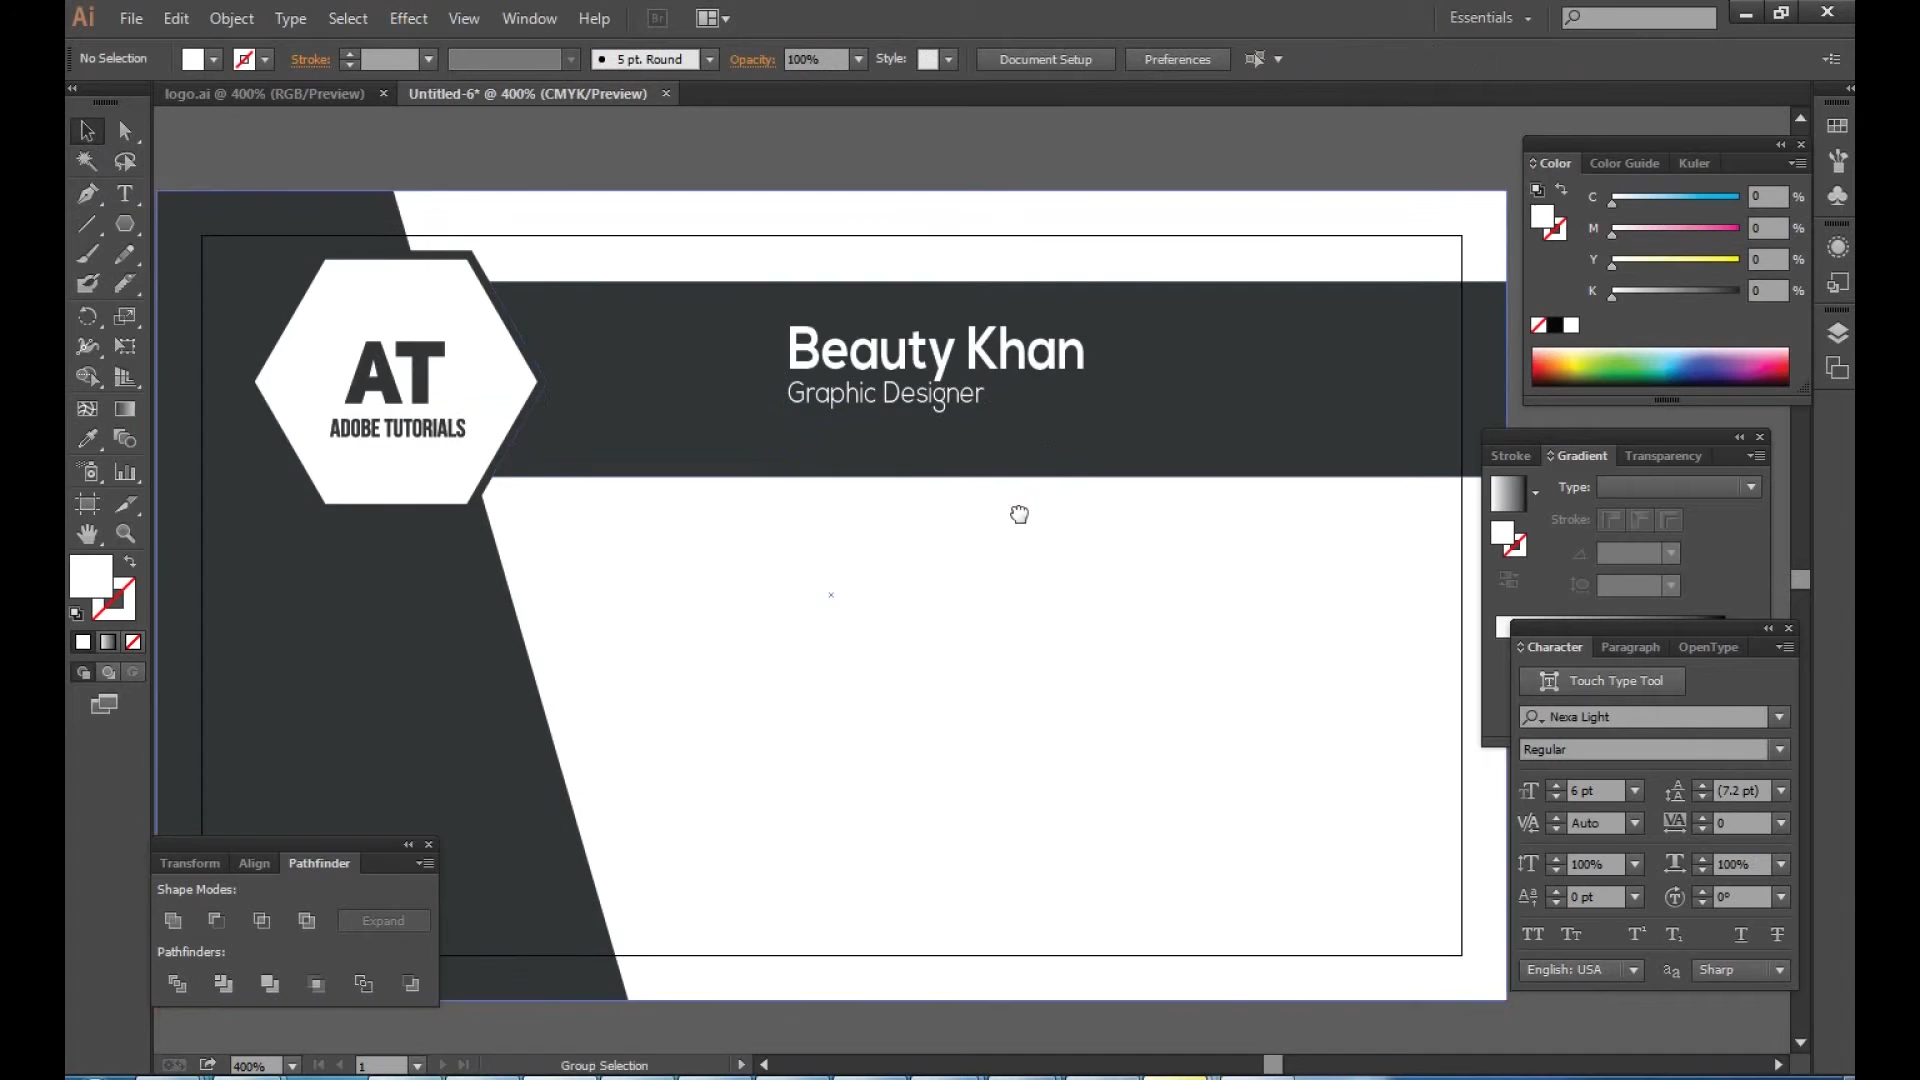 Ai File Edit Object Type Select Effect View Window Help Br Essentials
No Selection Stroke: 5 pt. Round Opacity: 100% Style: Document Setup Preferences
logo.ai @ 400% (RGB/Preview) × Untitled-6* @ 400% (CMYK/Preview) ×
Color Color Guide Kuler
C 0 %
M 0 %
Y 0 %
K 0 %
AT
ADOBE TUTORIALS
Beauty Khan
Graphic Designer
Stroke Gradient Transparency
Type:
Stroke:
Character Paragraph OpenType
Touch Type Tool
Nexa Light
Regular
6 pt (7.2 pt)
Auto 0
100% 100%
0 pt 0°
English: USA Sharp
Transform Align Pathfinder
Shape Modes:
Expand
Pathfinders:
400% 1 Group Selection